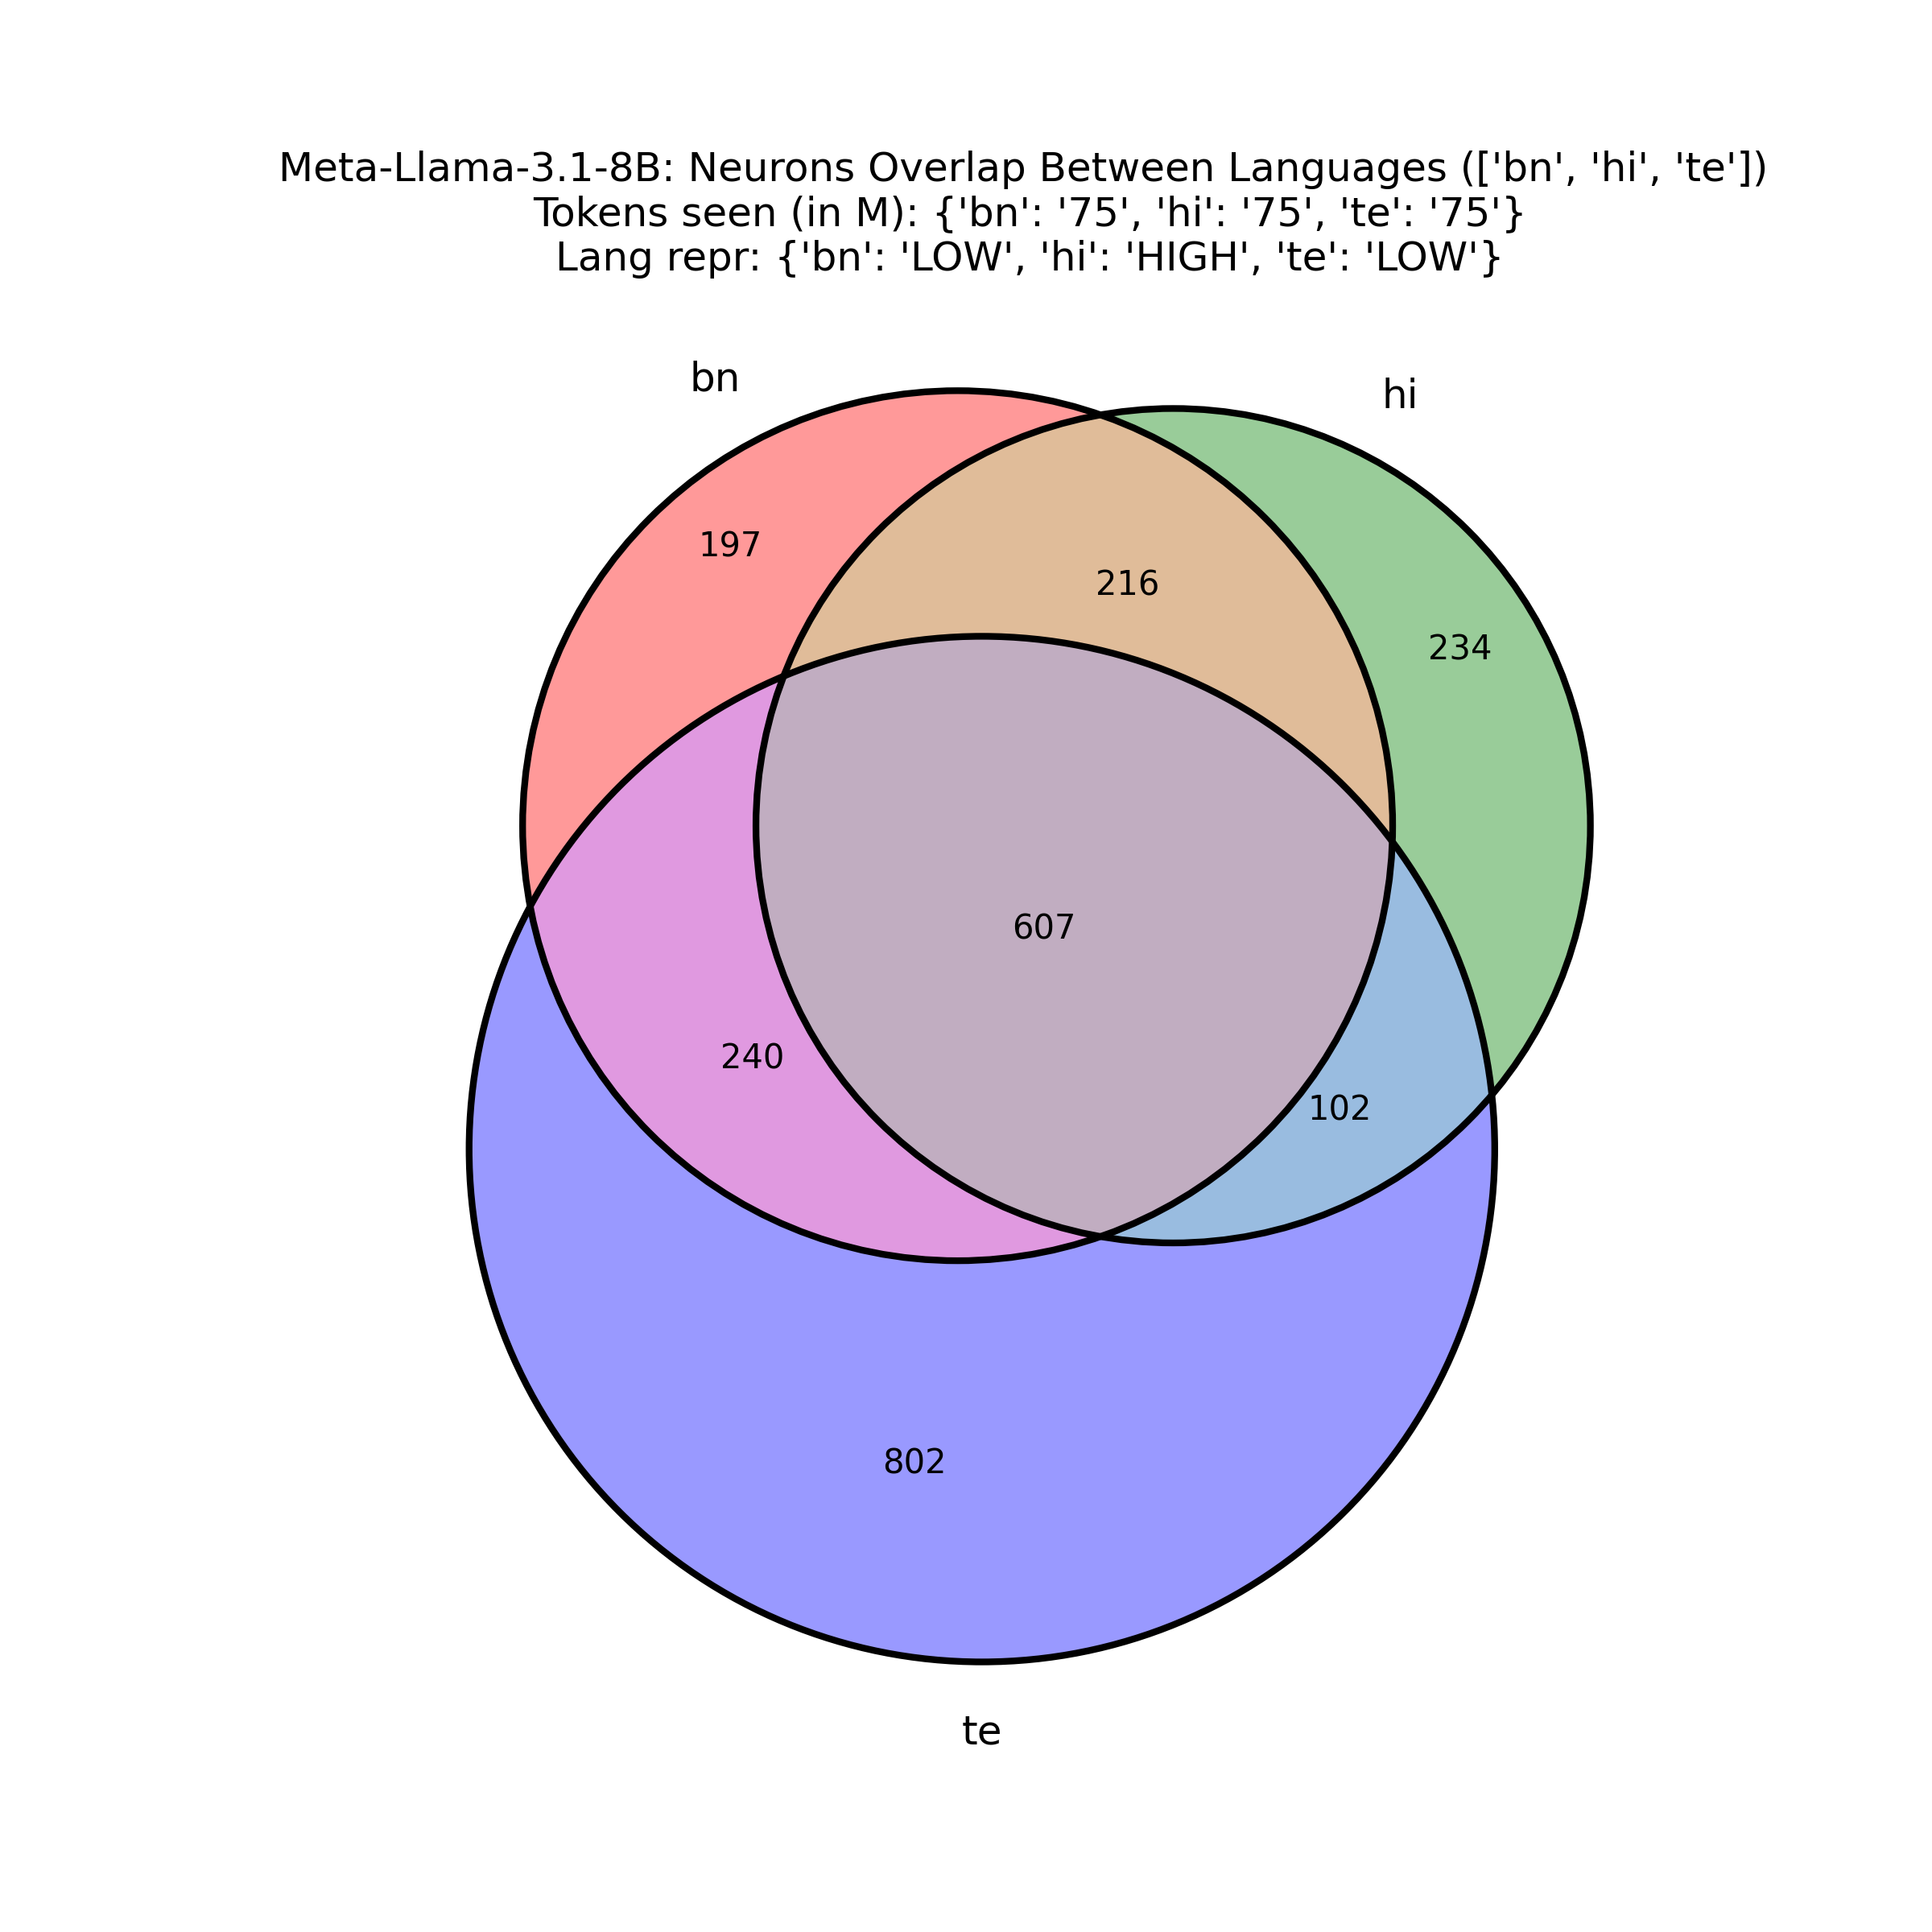 Meta-Llama-3.1-8B: Neurons Overlap Between Languages (['bn', 'hi', 'te'])
Tokens seen (in M): {'bn': '75', 'hi': '75', 'te': '75'}
Lang repr: {'bn': 'LOW', 'hi': 'HIGH', 'te': 'LOW'}
bn
hi
197
216
234
607
240
102
802
te